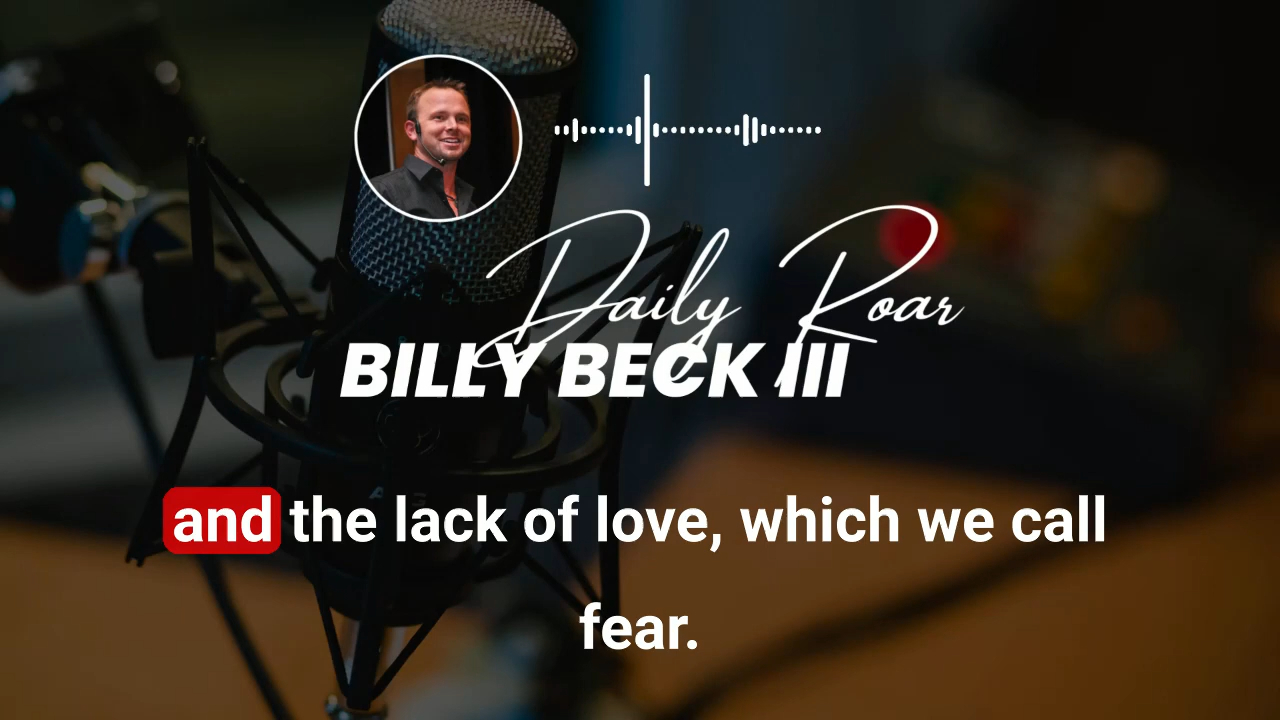 Daily Roar
BILLY BECK III
and the lack of love, which we call
fear.